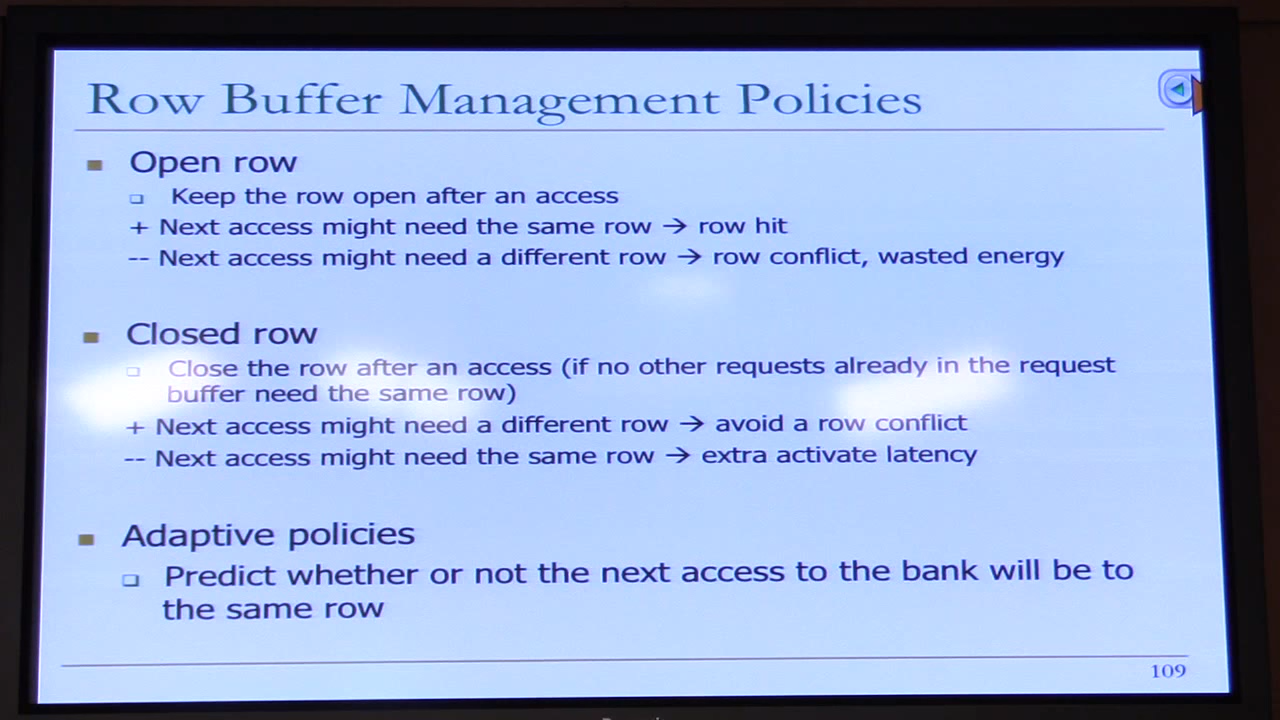 Row Buffer Management Policies
Open row
Keep the row open after an access
+ Next access might need the same row → row hit
-- Next access might need a different row → row conflict, wasted energy
Closed row
Close the row after an access (if no other requests already in the request
buffer need the same row)
+ Next access might need a different row → avoid a row conflict
-- Next access might need the same row → extra activate latency
Adaptive policies
Predict whether or not the next access to the bank will be to
the same row
109